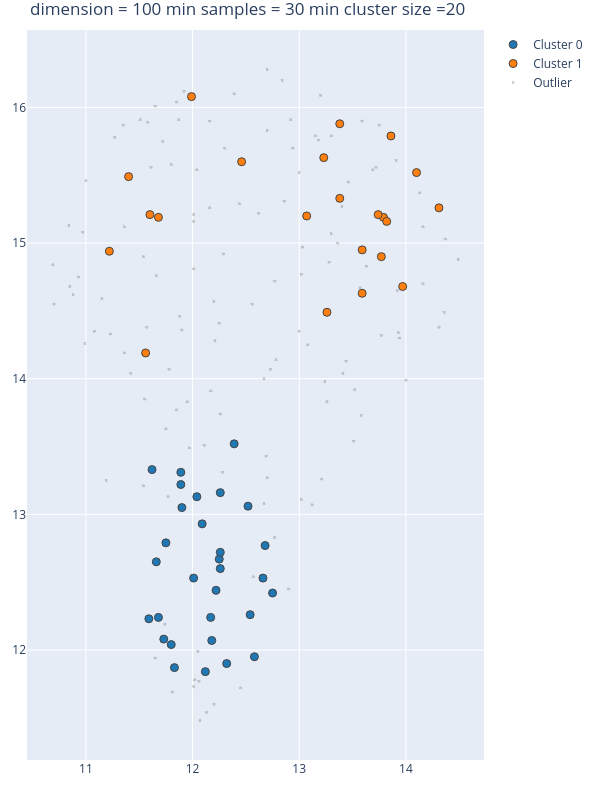 dimension = 100 min samples = 30 min cluster size =20
Cluster 0
Cluster 1
Outlier
16
15
14
13
12
11 12 13 14